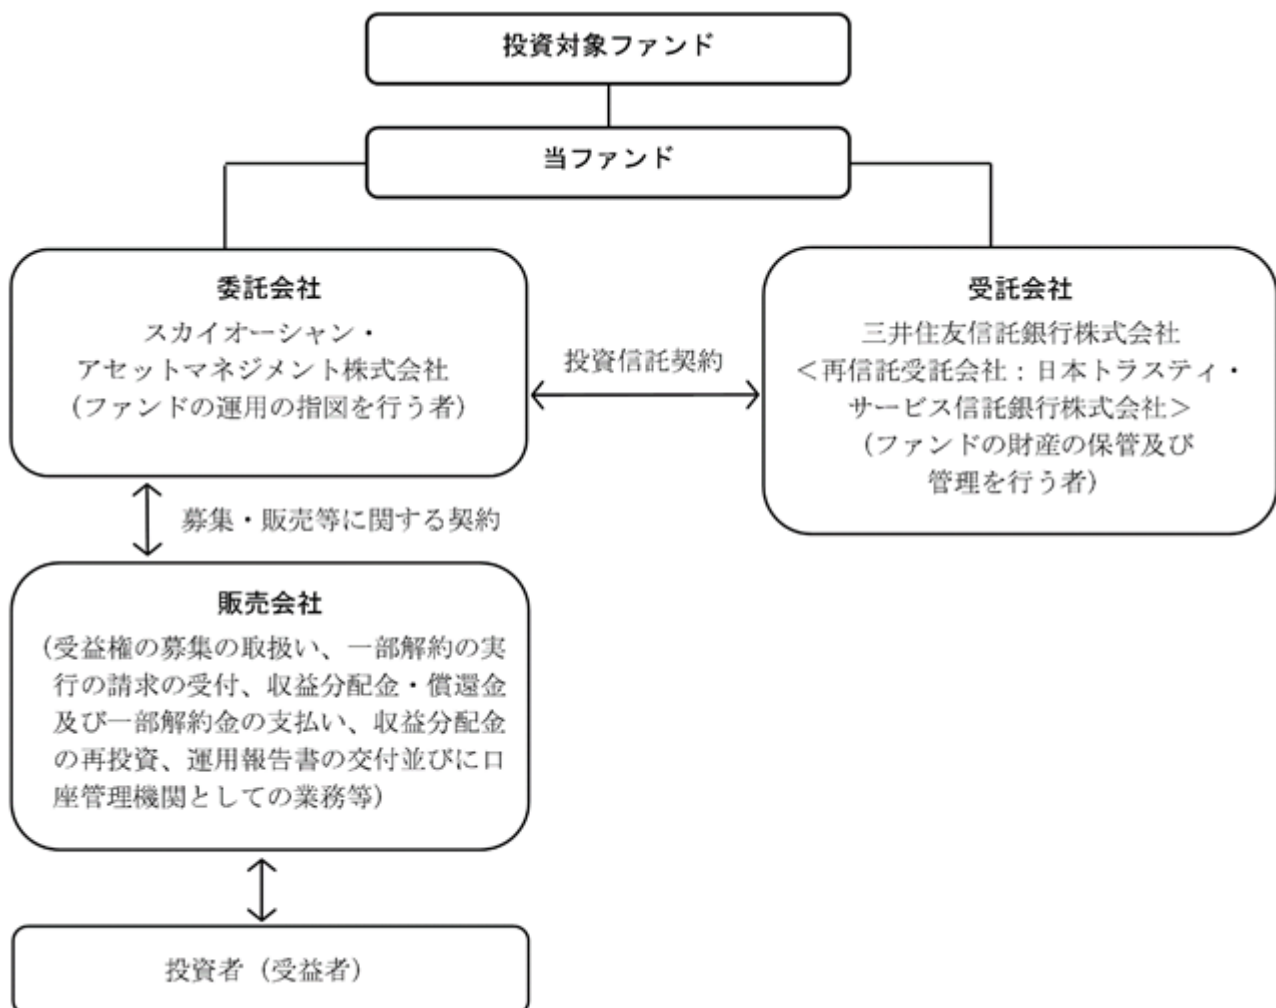 投資対象ファンド
当ファンド
委託会社
スカイオーシャン・
アセットマネジメント株式会社
（ファンドの運用の指図を行う者）
投資信託契約
受託会社
三井住友信託銀行株式会社
＜再信託受託会社：日本トラスティ・
サービス信託銀行株式会社＞
（ファンドの財産の保管及び
管理を行う者）
募集・販売等に関する契約
販売会社
（受益権の募集の取扱い、一部解約の実
行の請求の受付、収益分配金・償還金
及び一部解約金の支払い、収益分配金
の再投資、運用報告書の交付並びに口
座管理機関としての業務等）
投資者（受益者）